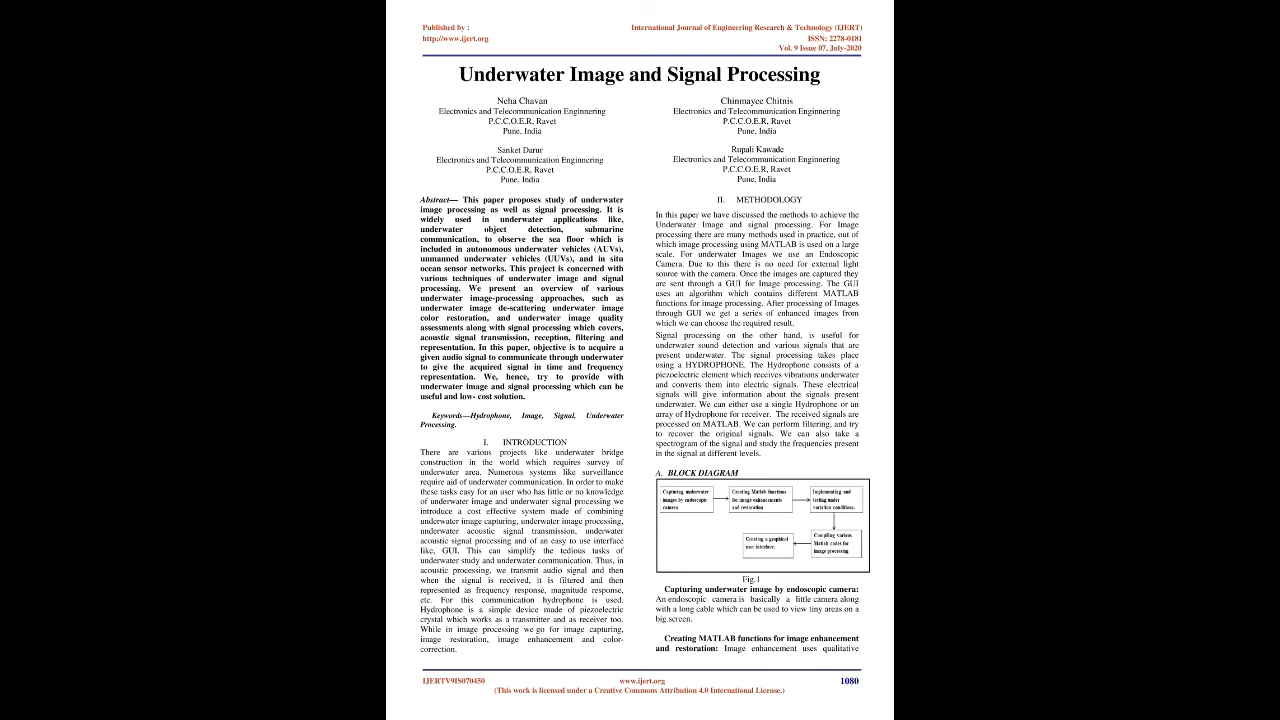 Published by :
http://www.ijert.org
International Journal of Engineering Research & Technology (IJERT)
ISSN: 2278-0181
Vol. 9 Issue 07, July-2020
Underwater Image and Signal Processing
Neha Chavan
Electronics and Telecommunication Enginnering
P.C.C.O.E.R, Ravet
Pune, India
Chinmayee Chitnis
Electronics and Telecommunication Enginnering
P.C.C.O.E.R, Ravet
Pune, India
Sanket Darur
Electronics and Telecommunication Enginnering
P.C,C.O.E.R, Ravet
Pune, India
Rupali Kawade
Electronics and Telecommunication Enginnering
P.C.C.O.E.R, Ravet
Pune, India
Abstract— This paper proposes study of underwater
image processing as well as signal processing. It is
widely used in underwater applications like,
underwater object detection, submarine
communication, to observe the sea floor which is
included in autonomous underwater vehicles (AUVs),
unmanned underwater vehicles (UUVs), and in situ
ocean sensor networks. This project is concerned with
various techniques of underwater image and signal
processing. We present an overview of various
underwater image-processing approaches, such as
underwater image de-scattering underwater image
color restoration, and underwater image quality
assessments along with signal processing which covers,
acoustic signal transmission, reception, filtering and
representation. In this paper, objective is to acquire a
given audio signal to communicate through underwater
to give the acquired signal in time and frequency
representation. We, hence, try to provide with
underwater image and signal processing which can be
useful and low- cost solution.
Keywords—Hydrophone, Image, Signal, Underwater
Processing.
I. INTRODUCTION
There are various projects like underwater bridge
construction in the world which requires survey of
underwater area. Numerous systems like surveillance
require aid of underwater communication. In order to make
these tasks easy for an user who has little or no knowledge
of underwater image and underwater signal processing we
introduce a cost effective system made of combining
underwater image capturing, underwater image processing,
underwater acoustic signal transmission, underwater
acoustic signal processing and of an easy to use interface
like, GUI. This can simplify the tedious tasks of
underwater study and underwater communication. Thus, in
acoustic processing, we transmit audio signal and then
when the signal is received, it is filtered and then
represented as frequency response, magnitude response,
etc. For this communication hydrophone is used.
Hydrophone is a simple device made of piezoelectric
crystal which works as a transmitter and as receiver too.
While in image processing we go for image capturing,
image restoration, image enhancement and color-
correction.
II. METHODOLOGY
In this paper we have discussed the methods to achieve the
Underwater Image and signal processing. For Image
processing there are many methods used in practice, out of
which image processing using MATLAB is used on a large
scale. For underwater Images we use an Endoscopic
Camera. Due to this there is no need for external light
source with the camera. Once the images are captured they
are sent through a GUI for Image processing. The GUI
uses an algorithm which contains different MATLAB
functions for image processing. After processing of Images
through GUI we get a series of enhanced images from
which we can choose the required result.
Signal processing on the other hand, is useful for
underwater sound detection and various signals that are
present underwater. The signal processing takes place
using a HYDROPHONE. The Hydrophone consists of a
piezoelectric element which receives vibrations underwater
and converts them into electric signals. These electrical
signals will give information about the signals present
underwater. We can either use a single Hydrophone or an
array of Hydrophone for receiver. The received signals are
processed on MATLAB. We can perform filtering, and try
to recover the original signals. We can also take a
spectrogram of the signal and study the frequencies present
in the signal at different levels.
A. BLOCK DIAGRAM
Capturing underwater
images by endoscopic
camera
Creating Matlab functions
for image enhancements
and restoration
Implementing and
testing under
variation conditions.
Compiling various
Matlab codes for
image processing.
Creating a graphical
user interface.
Fig.1
Capturing underwater image by endoscopic camera:
An endoscopic camera is basically a little camera along
with a long cable which can be used to view tiny areas on a
big screen.
Creating MATLAB functions for image enhancement
and restoration: Image enhancement uses qualitative
IJERTV9IS070450
www.ijert.org
1080
(This work is licensed under a Creative Commons Attribution 4.0 International License.)